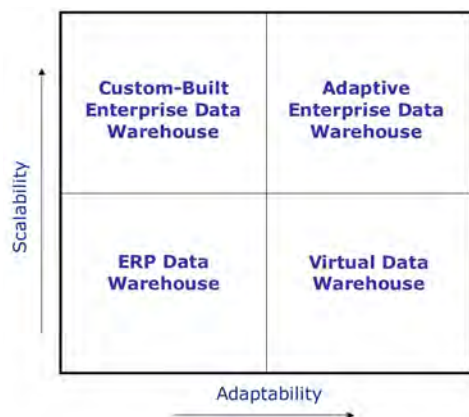 Custom-Built
Enterprise Data
Warehouse
Adaptive
Enterprise Data
Warehouse
Scalability
ERP Data
Warehouse
Virtual Data
Warehouse
Adaptability